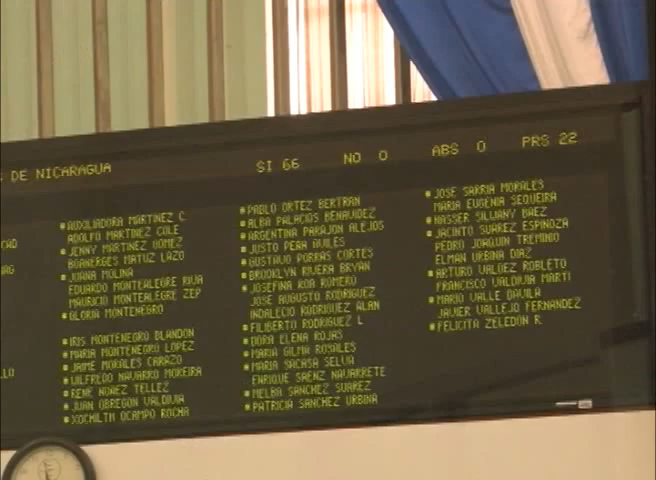 DE NICARAGUA SI 66 NO 0 ABS 0 PRS 22
AUXILIADORA MARTINEZ C.
ADOLFO MARTINEZ COLE
JENNY MARTINEZ GOMEZ
BOANERGES MATUZ LAZO
JUANA MOLINA
EDUARDO MONTEALEGRE RIVA
MAURICIO MONTEALEGRE ZEP
GLORIA MONTENEGRO
IRIS MONTENEGRO BLANDON
MARIA MONTENEGRO LOPEZ
JAIME MORALES CARAZO
WILFREDO NAVARRO MOREIRA
RENE NUÑEZ TELLEZ
JUAN OBREGON VALDIVIA
XOCHILTH OCAMPO ROCHA
PABLO ORTEZ BERTRAN
ALBA PALACIOS BENAVIDEZ
ARGENTINA PARAJON ALEJOS
JUSTO PEÑA AVILES
GUSTAVO PORRAS CORTES
BROOKLYN RIVERA BRYAN
JOSEFINA ROA ROMERO
JOSE AUGUSTO RODRIGUEZ
INDALECIO RODRIGUEZ ALAN
FILIBERTO RODRIGUEZ L
DORA ELENA ROJAS
MARIA GILMA ROSALES
MARIA SACASA SELVA
ENRIQUE SAENZ NAVARRETE
MELBA SANCHEZ SUAREZ
PATRICIA SANCHEZ URBINA
JOSE SARRIA MORALES
MARIA EUGENIA SEQUEIRA
NASSER SILWANY BAEZ
JACINTO SUAREZ ESPINOZA
PEDRO JOAQUIN TREMINIO
ELMAN URBINA DIAZ
ARTURO VALDEZ ROBLETO
FRANCISCO VALDIVIA MARTI
MARIO VALLE DAVILA
JAVIER VALLEJO FERNANDEZ
FELICITA ZELEDON R.